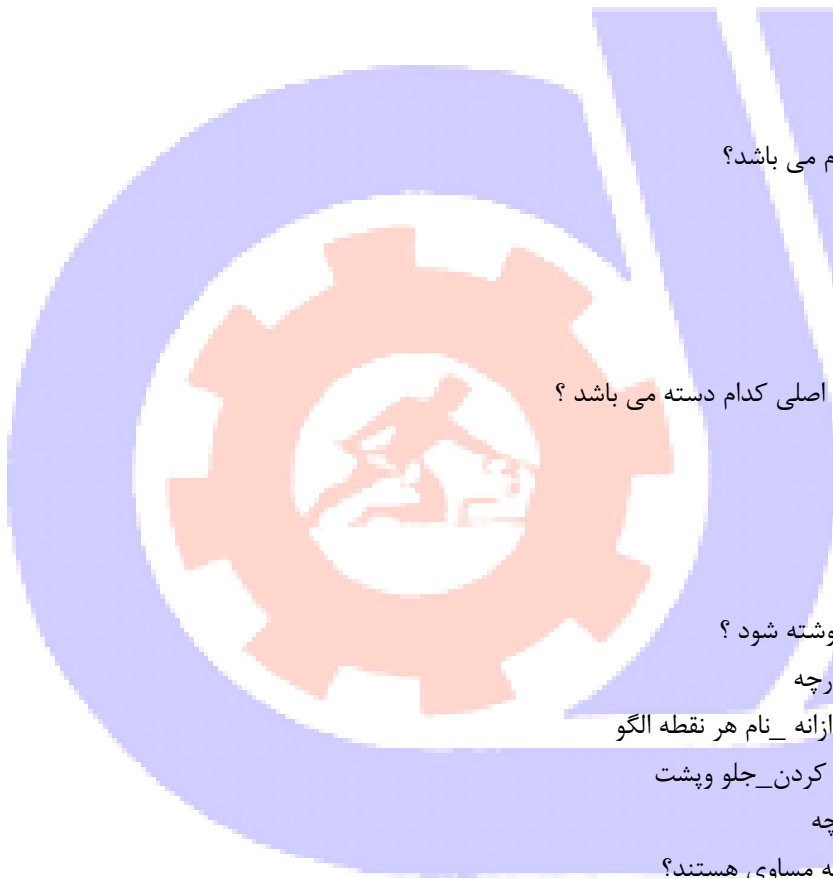 م می باشد؟
اصلی کدام دسته می باشد ؟
وشته شود ؟
رچه
ازانه _نام هر نقطه الگو
کردن_جلو وپشت
چه
ه مساوی هستند؟